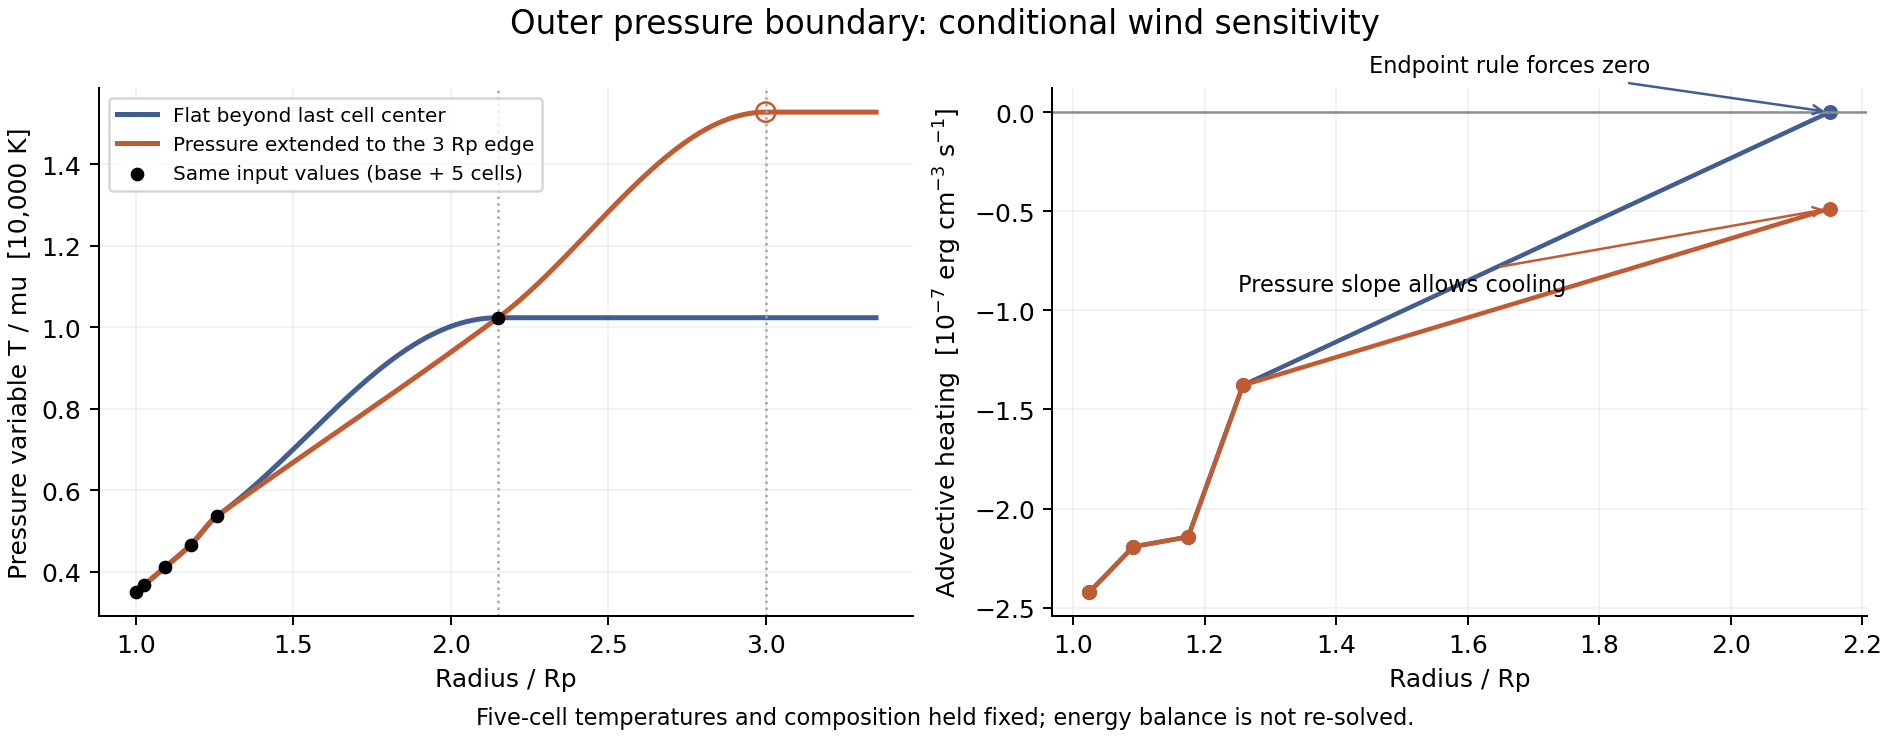 Outer pressure boundary: conditional wind sensitivity
Pressure variable T / mu [10,000 K]
1.4
1.2
1.0
0.8
0.6
0.4
Flat beyond last cell center
Pressure extended to the 3 Rp edge
Same input values (base + 5 cells)
1.0 1.5 2.0 2.5 3.0
Radius / Rp
Endpoint rule forces zero
Advective heating [10⁻⁷ erg cm⁻³ s⁻¹]
0.0
−0.5
−1.0
−1.5
−2.0
−2.5
Pressure slope allows cooling
1.0 1.2 1.4 1.6 1.8 2.0 2.2
Radius / Rp
Five-cell temperatures and composition held fixed; energy balance is not re-solved.